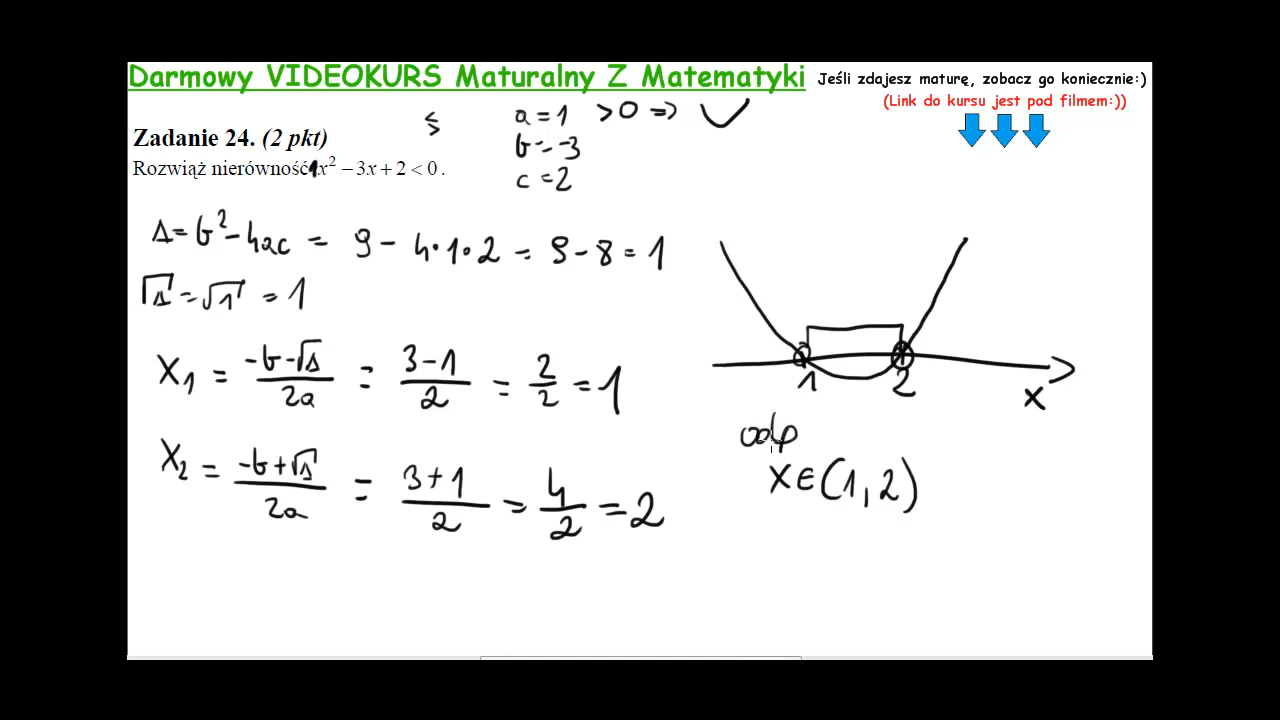 Darmowy VIDEOKURS Maturalny Z Matematyki
Jeśli zdajesz maturę, zobacz go koniecznie:)
(Link do kursu jest pod filmem:))
Zadanie 24. (2 pkt)
Rozwiąż nierówność 1x² − 3x + 2 < 0 .
a = 1 > 0 =>
b = -3
c = 2
Δ = b² - 4ac = 9 - 4·1·2 = 9 - 8 = 1
√Δ = √1 = 1
x₁ = (-b-√Δ)/2a = (3-1)/2 = 2/2 = 1
x₂ = (-b+√Δ)/2a = (3+1)/2 = 4/2 = 2
1 2
x
odp
x∈(1,2)